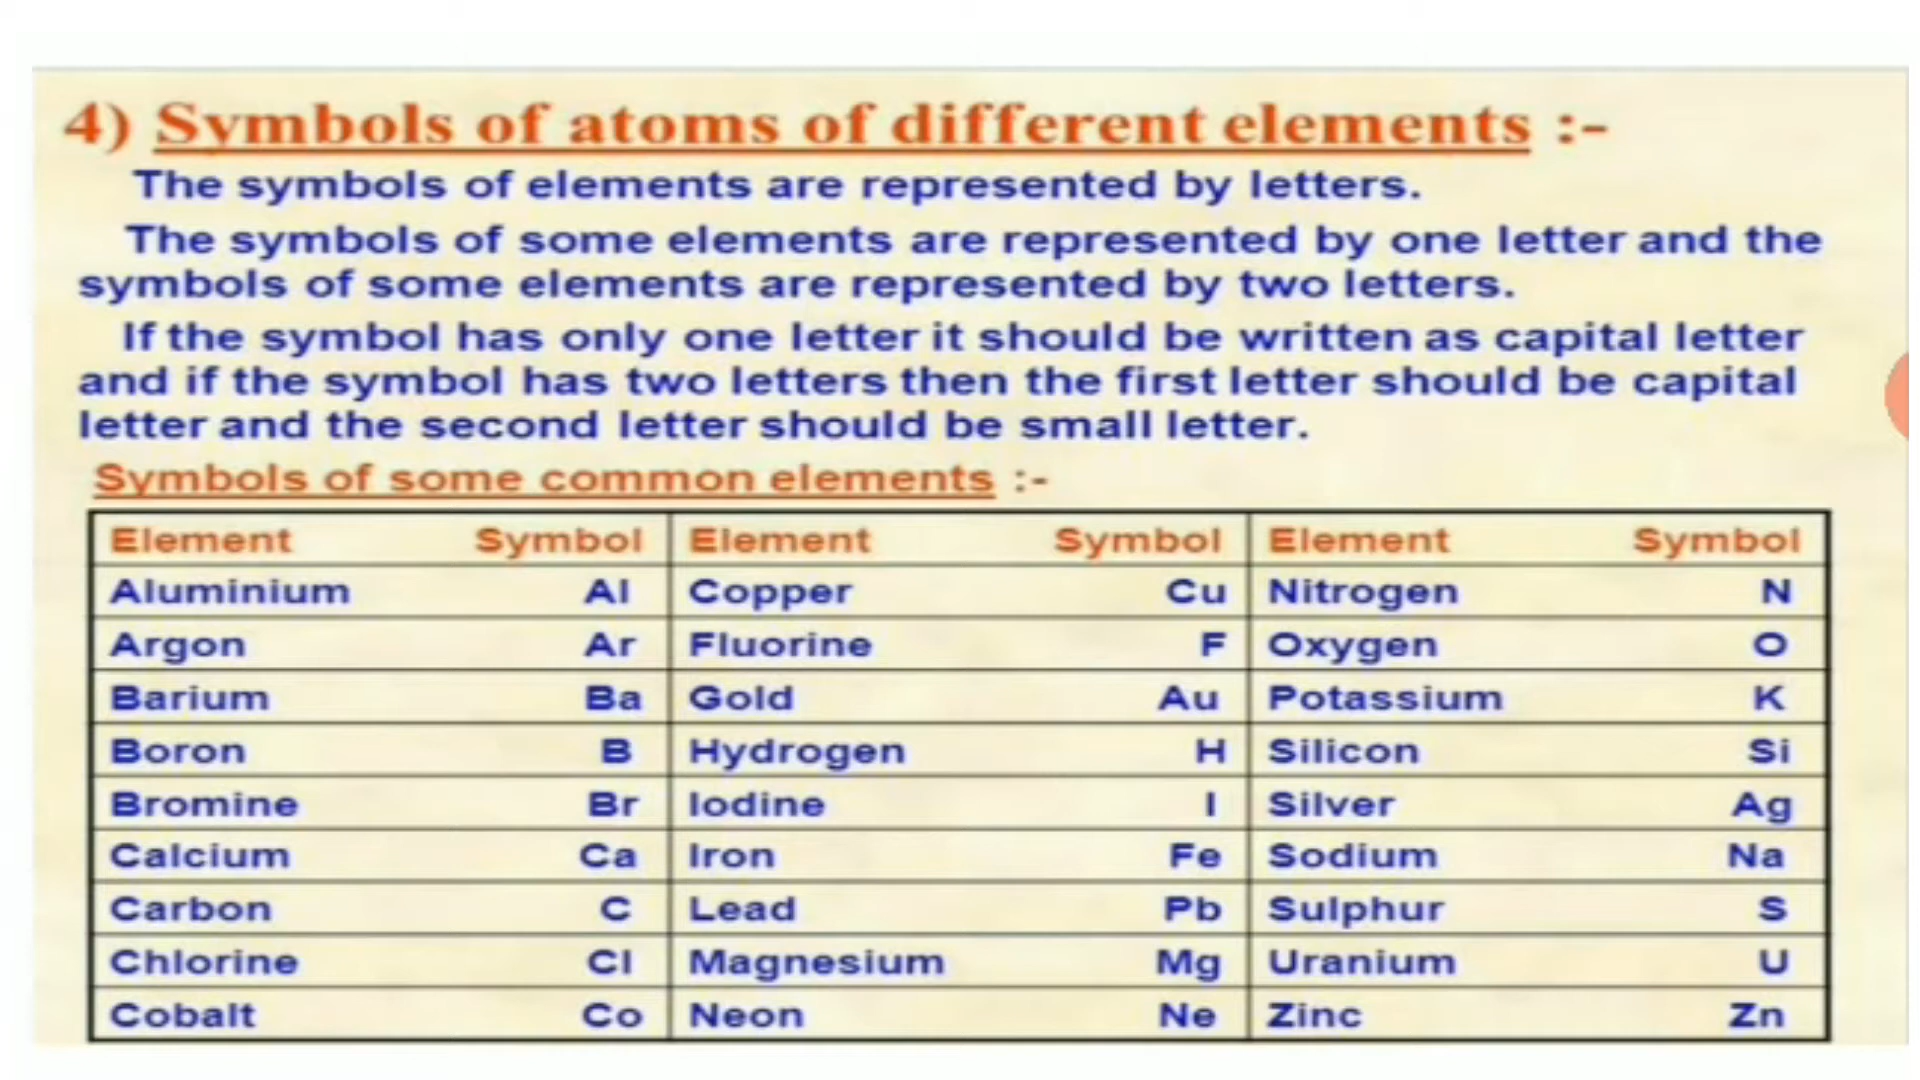 4) Symbols of atoms of different elements :-
The symbols of elements are represented by letters.
The symbols of some elements are represented by one letter and the
symbols of some elements are represented by two letters.
If the symbol has only one letter it should be written as capital letter
and if the symbol has two letters then the first letter should be capital
letter and the second letter should be small letter.
Symbols of some common elements :-
Element Symbol Element Symbol Element Symbol
Aluminium Al Copper Cu Nitrogen N
Argon Ar Fluorine F Oxygen O
Barium Ba Gold Au Potassium K
Boron B Hydrogen H Silicon Si
Bromine Br Iodine I Silver Ag
Calcium Ca Iron Fe Sodium Na
Carbon C Lead Pb Sulphur S
Chlorine Cl Magnesium Mg Uranium U
Cobalt Co Neon Ne Zinc Zn